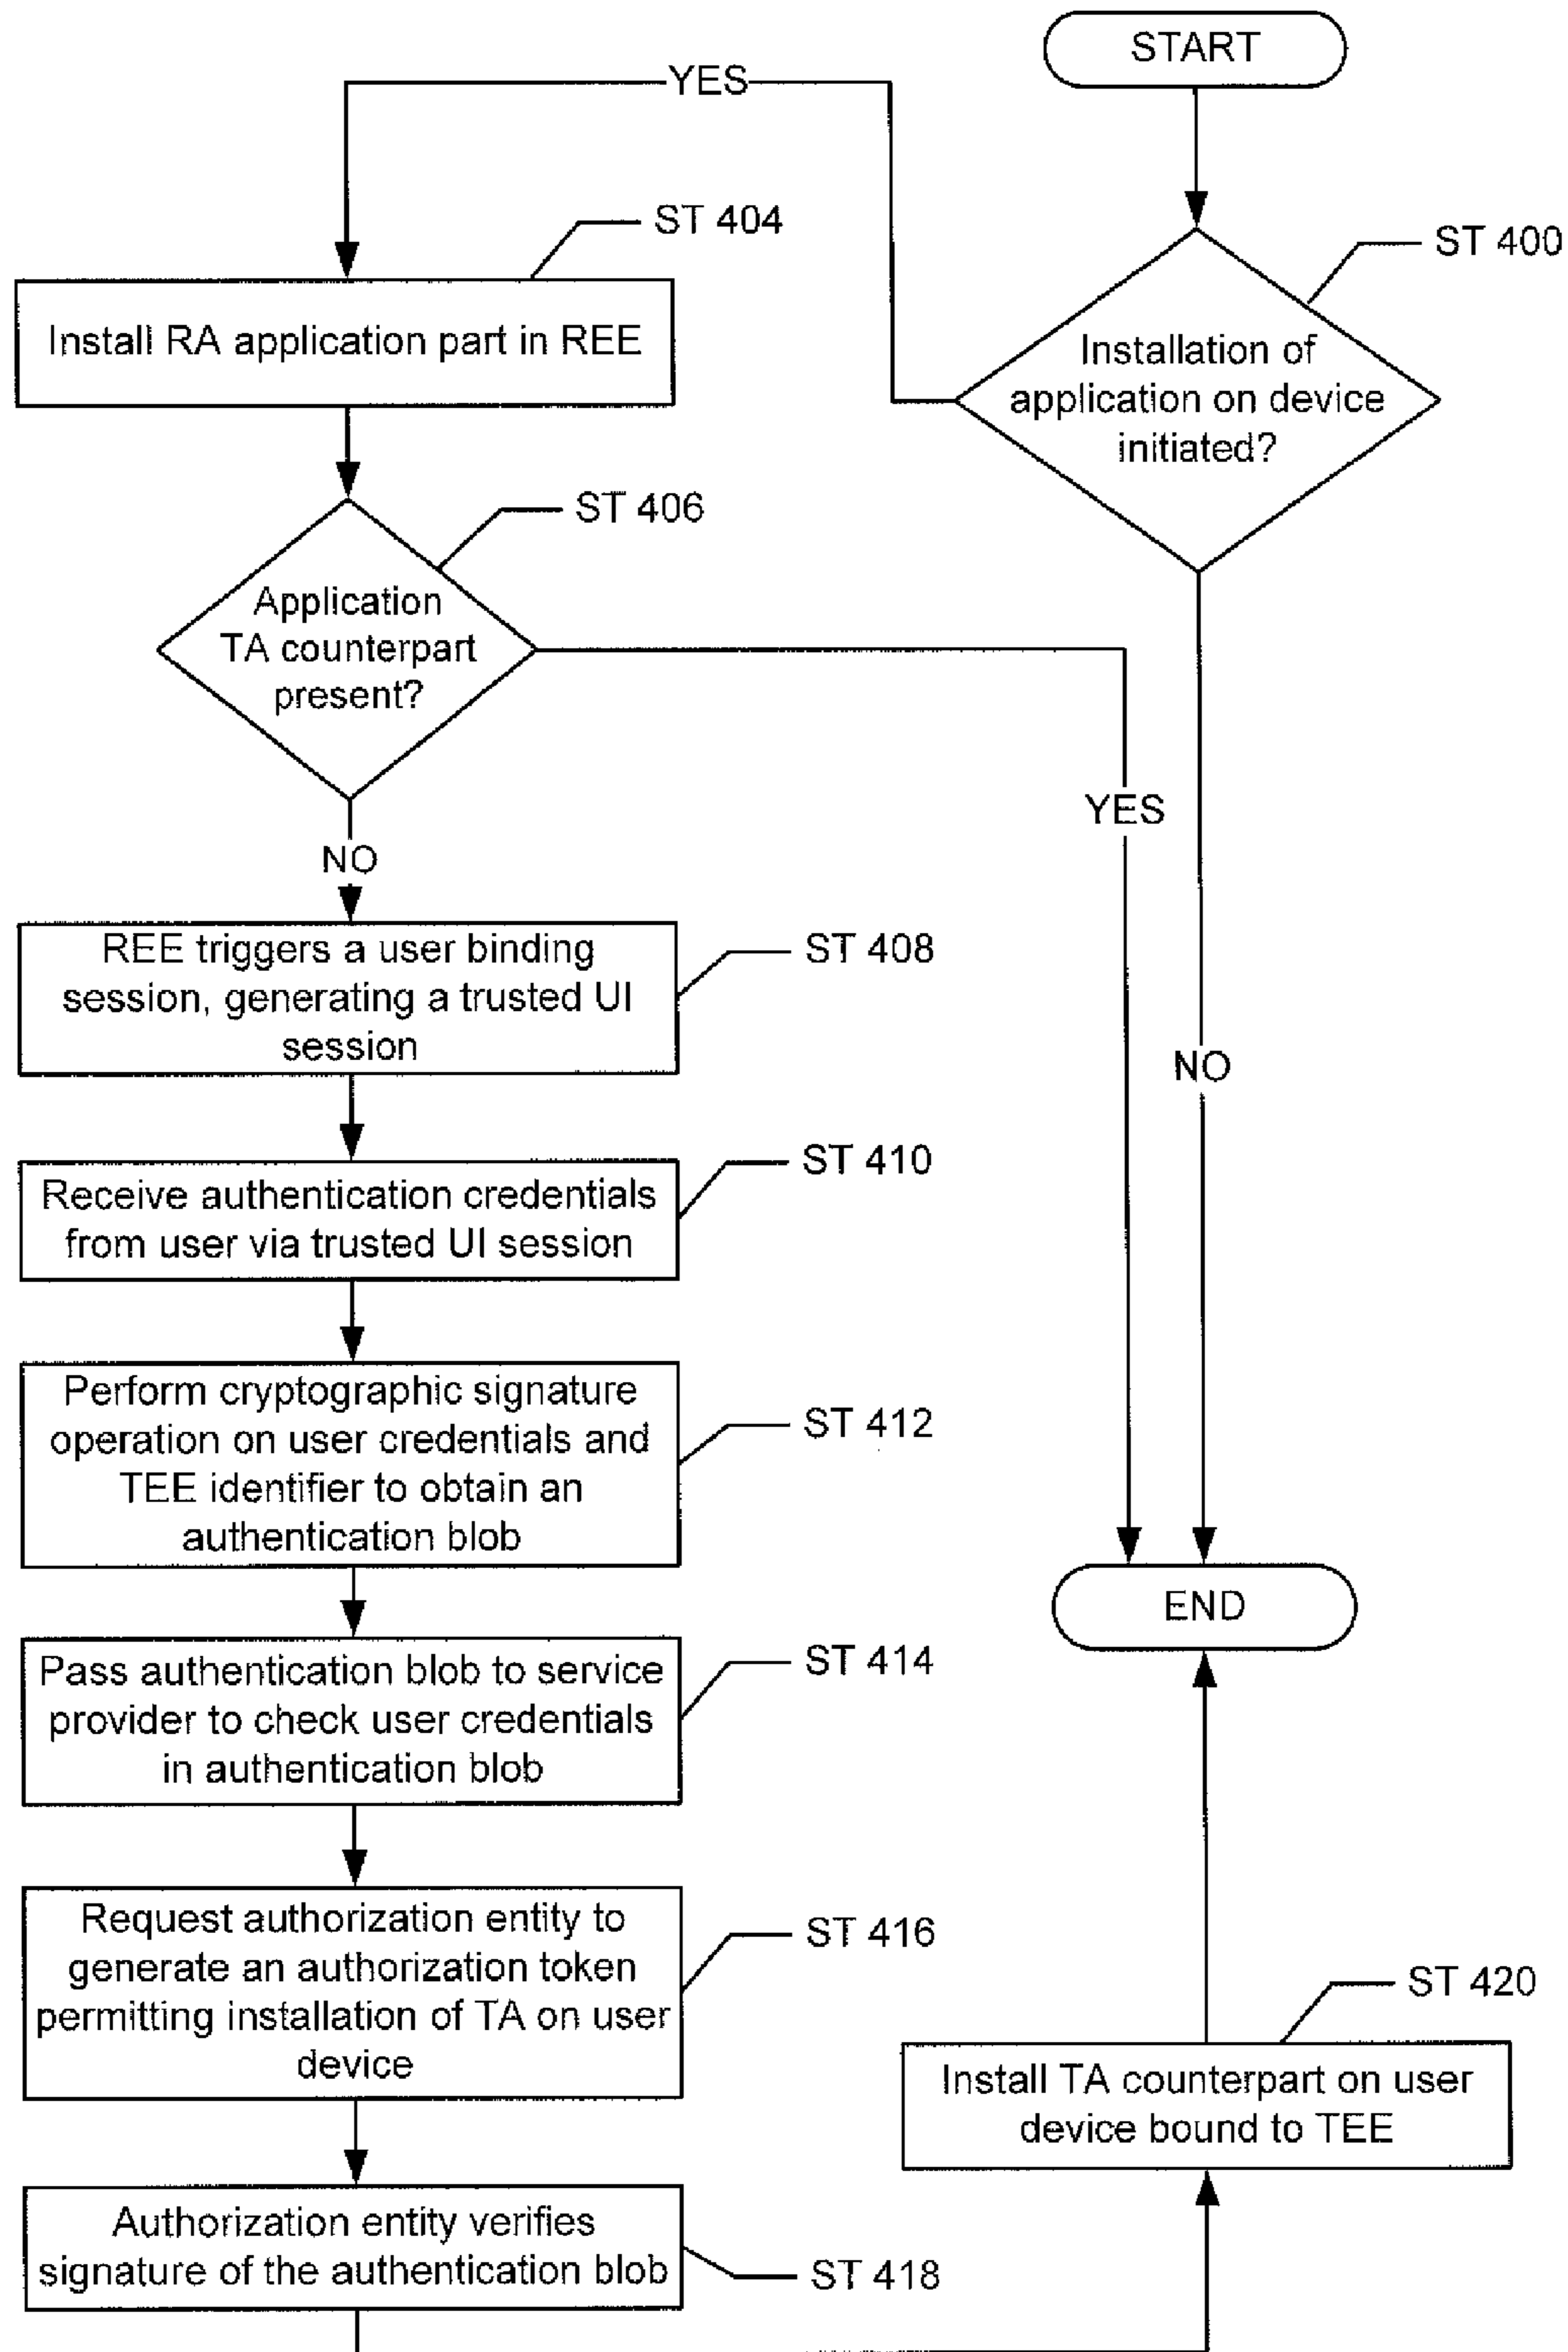 START
YES
ST 404
ST 400
Install RA application part in REE
Installation of
application on device
initiated?
ST 406
Application
TA counterpart
present?
YES
NO
REE triggers a user binding
session, generating a trusted UI
session
ST 408
NO
ST 410
Receive authentication credentials
from user via trusted UI session
Perform cryptographic signature
operation on user credentials and
TEE identifier to obtain an
authentication blob
ST 412
END
Pass authentication blob to service
provider to check user credentials
in authentication blob
ST 414
Request authorization entity to
generate an authorization token
permitting installation of TA on user
device
ST 416
ST 420
Install TA counterpart on user
device bound to TEE
Authorization entity verifies
signature of the authentication blob
ST 418